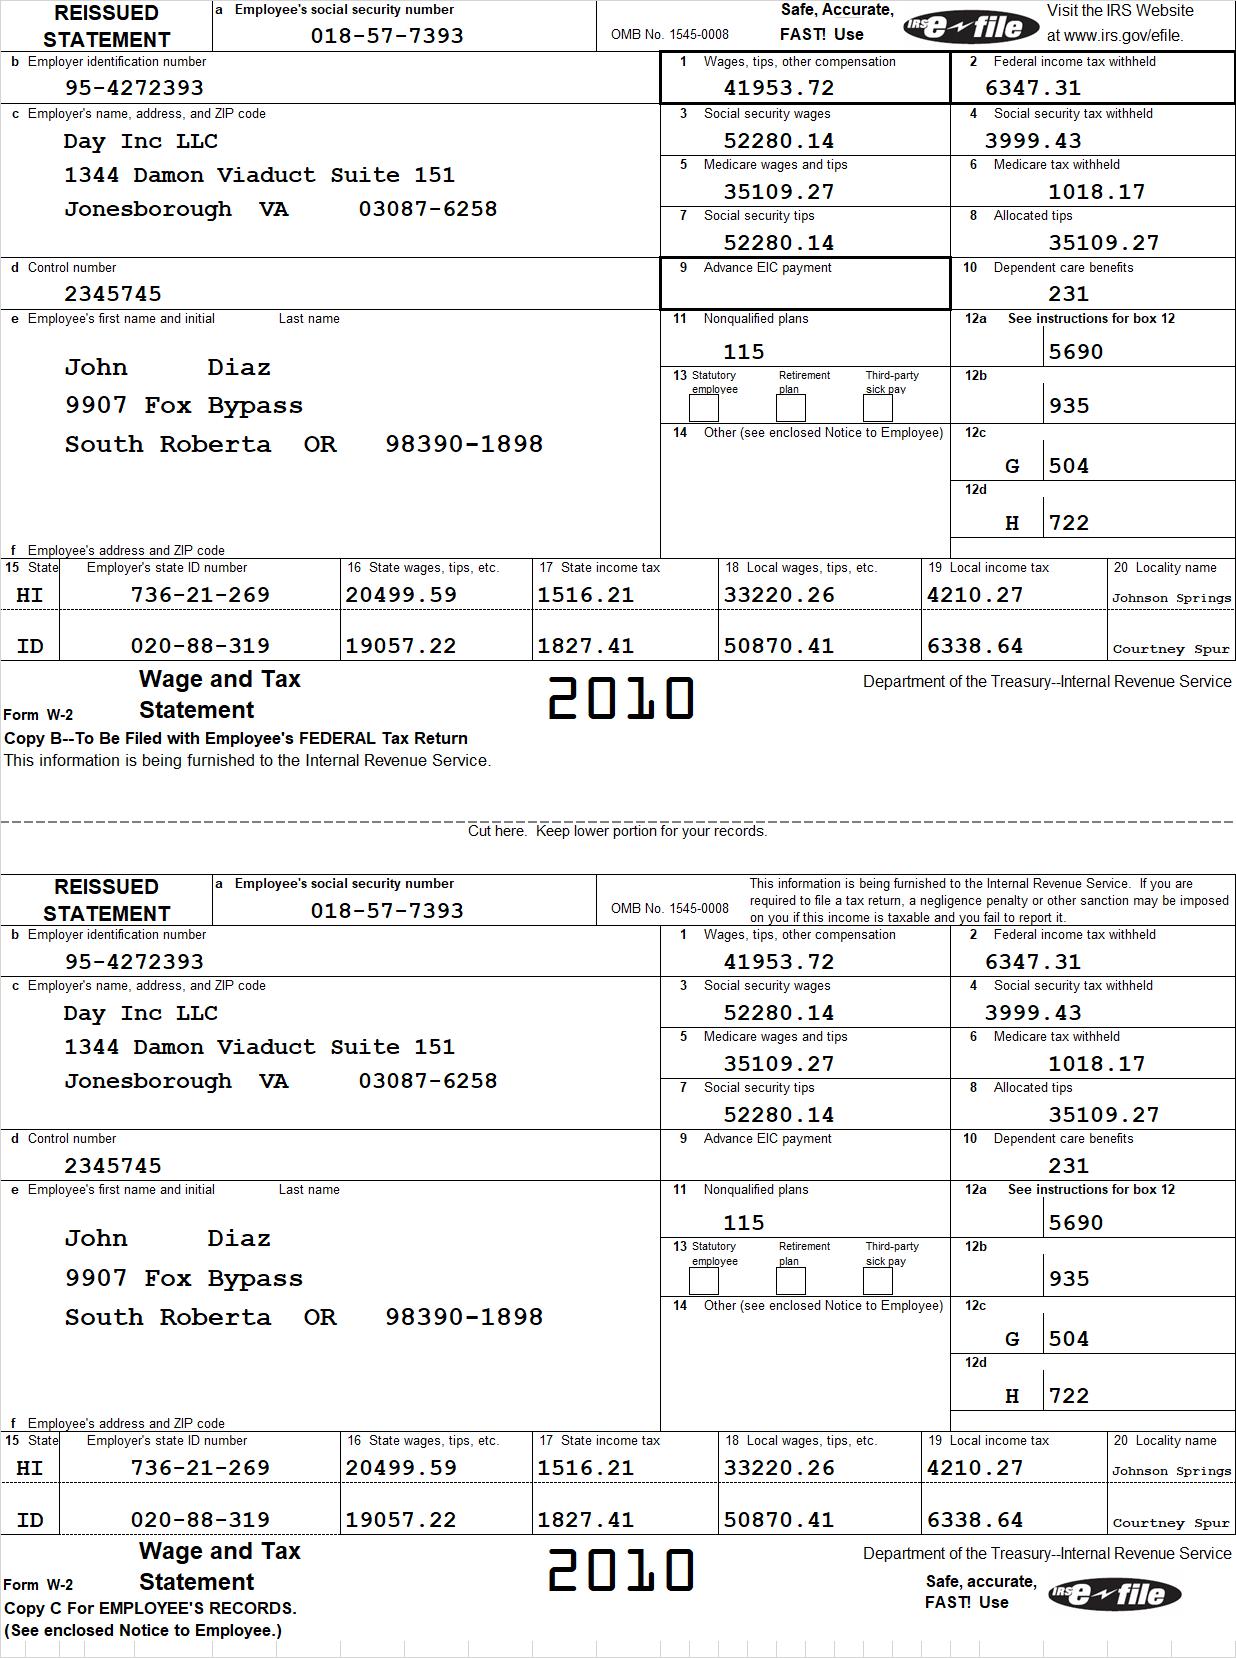 REISSUED STATEMENT
a Employee's social security number
018-57-7393
OMB No. 1545-0008
Safe, Accurate,
FAST! Use
IRS e-file
Visit the IRS Website
at www.irs.gov/efile.
b Employer identification number
95-4272393
1 Wages, tips, other compensation
41953.72
2 Federal income tax withheld
6347.31
c Employer's name, address, and ZIP code
Day Inc LLC
1344 Damon Viaduct Suite 151
Jonesborough VA 03087-6258
3 Social security wages
52280.14
4 Social security tax withheld
3999.43
5 Medicare wages and tips
35109.27
6 Medicare tax withheld
1018.17
7 Social security tips
52280.14
8 Allocated tips
35109.27
d Control number
2345745
9 Advance EIC payment
10 Dependent care benefits
231
e Employee's first name and initial Last name
John Diaz
9907 Fox Bypass
South Roberta OR 98390-1898
f Employee's address and ZIP code
11 Nonqualified plans
115
12a See instructions for box 12
5690
13 Statutory employee Retirement plan Third-party sick pay
12b
935
14 Other (see enclosed Notice to Employee)
12c
G 504
12d
H 722
15 State Employer's state ID number 16 State wages, tips, etc. 17 State income tax 18 Local wages, tips, etc. 19 Local income tax 20 Locality name
HI 736-21-269 20499.59 1516.21 33220.26 4210.27 Johnson Springs
ID 020-88-319 19057.22 1827.41 50870.41 6338.64 Courtney Spur
Form W-2 Wage and Tax Statement
2010
Department of the Treasury--Internal Revenue Service
Copy B--To Be Filed with Employee's FEDERAL Tax Return
This information is being furnished to the Internal Revenue Service.
Cut here. Keep lower portion for your records.
REISSUED STATEMENT
a Employee's social security number
018-57-7393
OMB No. 1545-0008
This information is being furnished to the Internal Revenue Service. If you are
required to file a tax return, a negligence penalty or other sanction may be imposed
on you if this income is taxable and you fail to report it.
b Employer identification number
95-4272393
1 Wages, tips, other compensation
41953.72
2 Federal income tax withheld
6347.31
c Employer's name, address, and ZIP code
Day Inc LLC
1344 Damon Viaduct Suite 151
Jonesborough VA 03087-6258
3 Social security wages
52280.14
4 Social security tax withheld
3999.43
5 Medicare wages and tips
35109.27
6 Medicare tax withheld
1018.17
7 Social security tips
52280.14
8 Allocated tips
35109.27
d Control number
2345745
9 Advance EIC payment
10 Dependent care benefits
231
e Employee's first name and initial Last name
John Diaz
9907 Fox Bypass
South Roberta OR 98390-1898
f Employee's address and ZIP code
11 Nonqualified plans
115
12a See instructions for box 12
5690
13 Statutory employee Retirement plan Third-party sick pay
12b
935
14 Other (see enclosed Notice to Employee)
12c
G 504
12d
H 722
15 State Employer's state ID number 16 State wages, tips, etc. 17 State income tax 18 Local wages, tips, etc. 19 Local income tax 20 Locality name
HI 736-21-269 20499.59 1516.21 33220.26 4210.27 Johnson Springs
ID 020-88-319 19057.22 1827.41 50870.41 6338.64 Courtney Spur
Form W-2 Wage and Tax Statement
2010
Department of the Treasury--Internal Revenue Service
Safe, accurate,
FAST! Use
IRS e-file
Copy C For EMPLOYEE'S RECORDS.
(See enclosed Notice to Employee.)